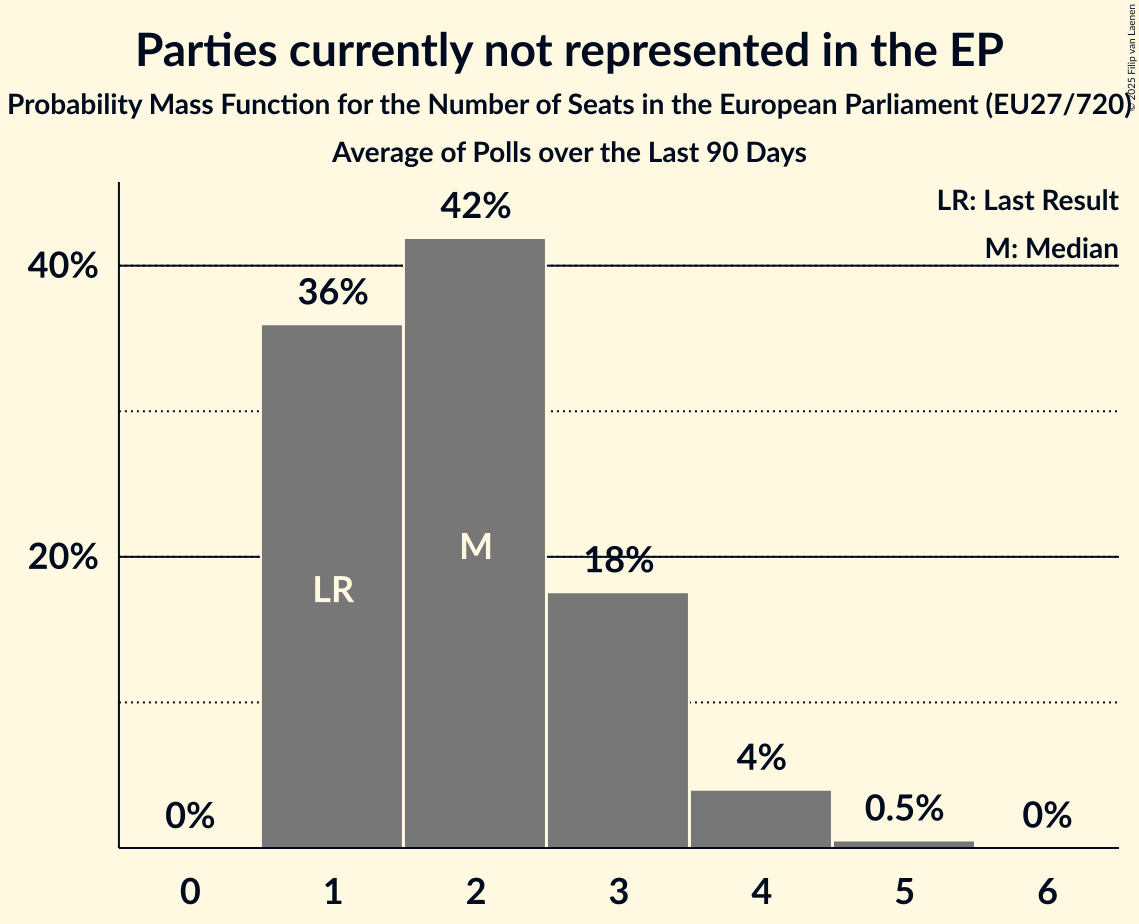 Parties currently not represented in the EP
Probability Mass Function for the Number of Seats in the European Parliament (EU27/720)
Average of Polls over the Last 90 Days
© 2025 Filip van Laenen
LR: Last Result
M: Median
40%
20%
0%
36%
42%
18%
4%
0.5%
0%
LR
M
0 1 2 3 4 5 6